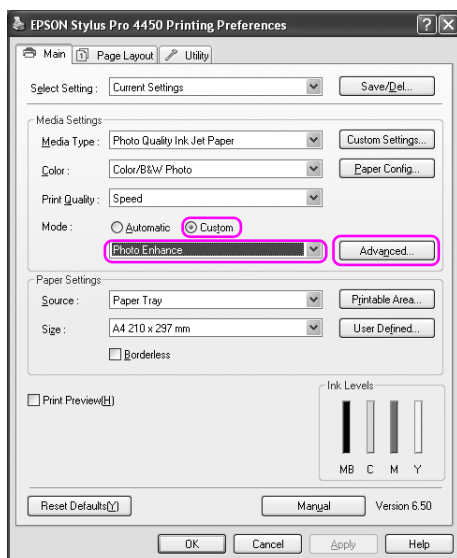 EPSON Stylus Pro 4450 Printing Preferences
Main Page Layout Utility
Select Setting : Current Settings Save/Del...
Media Settings
Media Type : Photo Quality Ink Jet Paper Custom Settings...
Color : Color/B&W Photo Paper Config...
Print Quality : Speed
Mode : Automatic Custom
Photo Enhance Advanced...
Paper Settings
Source : Paper Tray Printable Area...
Size : A4 210 x 297 mm User Defined...
Borderless
Print Preview(H)
Ink Levels
MB C M Y
Reset Defaults(Y) Manual Version 6.50
OK Cancel Apply Help